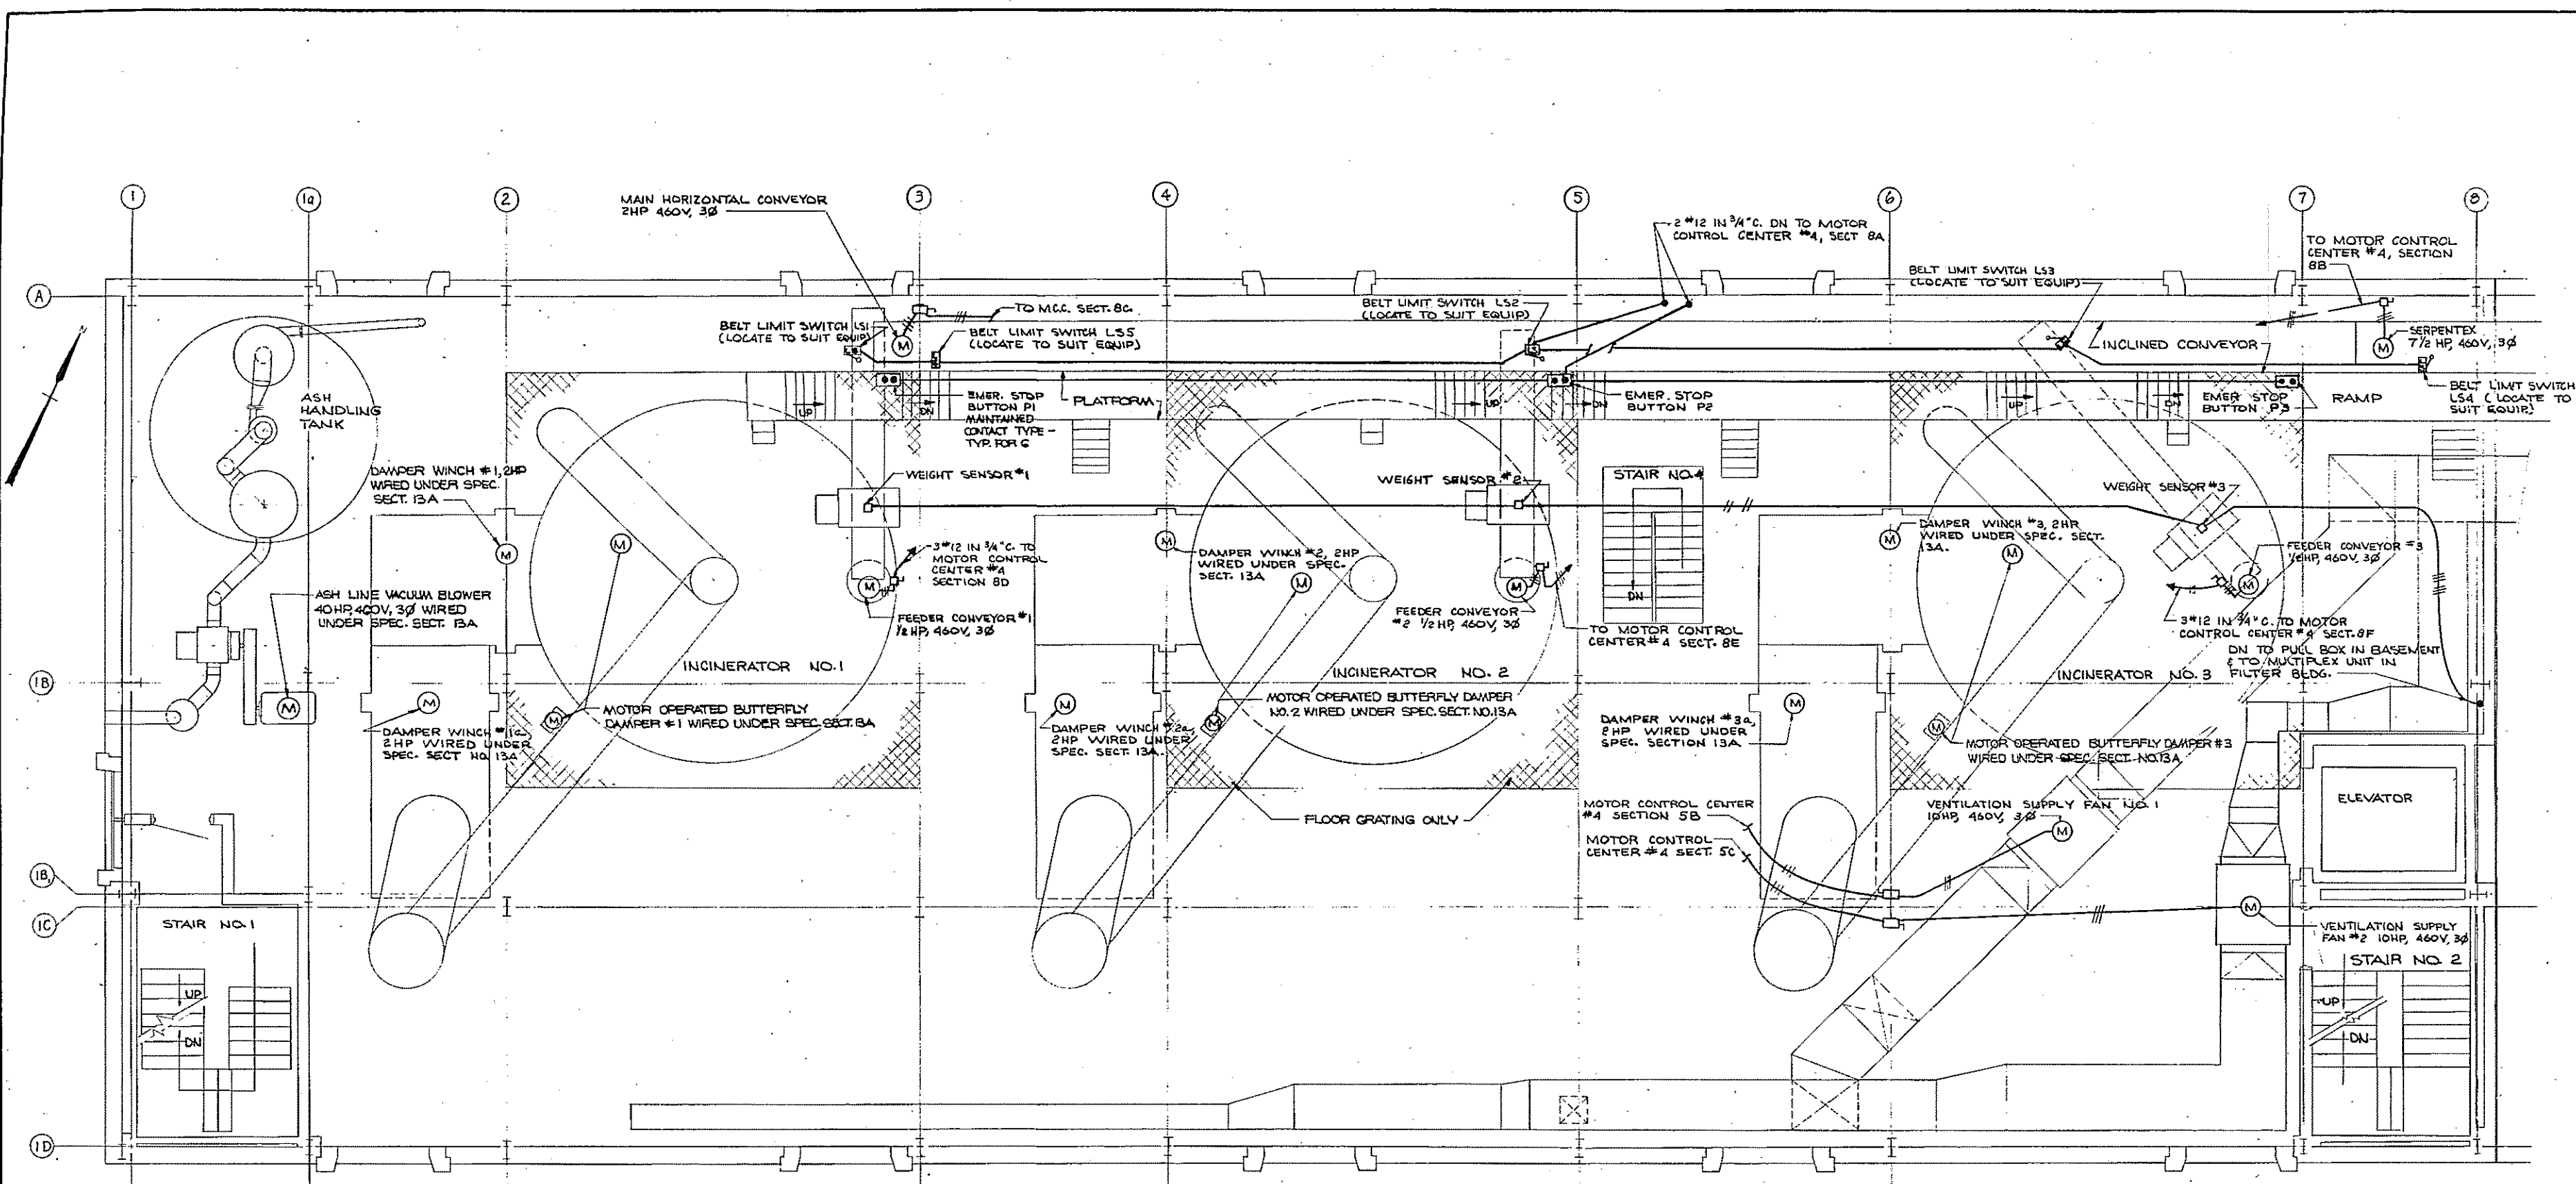 1
1a
2
3
4
5
6
7
8
A
1B
1B,
1C
1D
MAIN HORIZONTAL CONVEYOR
2HP 460V, 3Ø
2 #12 IN 3/4"C. DN TO MOTOR
CONTROL CENTER #4, SECT 8A
TO MOTOR CONTROL
CENTER #4, SECTION
8B
BELT LIMIT SWITCH LS3
(LOCATE TO SUIT EQUIP)
BELT LIMIT SWITCH LS2
(LOCATE TO SUIT EQUIP)
TO M.C.C. SECT. 8C.
BELT LIMIT SWITCH LS1
(LOCATE TO SUIT EQUIP)
BELT LIMIT SWITCH LS5
(LOCATE TO SUIT EQUIP)
M
INCLINED CONVEYOR
SERPENTEX
7 1/2 HP, 460V, 3Ø
M
BELT LIMIT SWITCH
LS4 (LOCATE TO
SUIT EQUIP)
ASH
HANDLING
TANK
UP
DN
EMER. STOP
BUTTON P1
MAINTAINED
CONTACT TYPE -
TYP. FOR 6
PLATFORM
UP
DN
EMER. STOP
BUTTON P2
UP
DN
EMER STOP
BUTTON P3
RAMP
DAMPER WINCH #1, 2HP
WIRED UNDER SPEC.
SECT. 13A
M
WEIGHT SENSOR #1
WEIGHT SENSOR #2
STAIR NO.4
DN
WEIGHT SENSOR #3
M
3 #12 IN 3/4"C. TO
MOTOR CONTROL
CENTER #4
SECTION 8D
M
FEEDER CONVEYOR #1
1/2 HP, 460V, 3Ø
M
DAMPER WINCH #2, 2HP
WIRED UNDER SPEC.
SECT. 13A
M
M
FEEDER CONVEYOR
#2 1/2 HP, 460V, 3Ø
TO MOTOR CONTROL
CENTER #4 SECT. 8E
M
DAMPER WINCH #3, 2HP
WIRED UNDER SPEC. SECT.
13A.
M
FEEDER CONVEYOR #3
1/2 HP, 460V, 3Ø
M
3 #12 IN 3/4"C. TO MOTOR
CONTROL CENTER #4 SECT. 8F
DN TO PULL BOX IN BASEMENT
& TO MULTIPLEX UNIT IN
FILTER BLDG.
ASH LINE VACUUM BLOWER
40HP, 460V, 3Ø WIRED
UNDER SPEC. SECT. 13A
M
INCINERATOR NO.1
INCINERATOR NO. 2
INCINERATOR NO. 3
M
DAMPER WINCH #1a,
2HP WIRED UNDER
SPEC. SECT NO. 13A
M
MOTOR OPERATED BUTTERFLY
DAMPER #1 WIRED UNDER SPEC. SECT. 13A
M
DAMPER WINCH #2a,
2HP WIRED UNDER
SPEC. SECT. 13A.
M
MOTOR OPERATED BUTTERFLY DAMPER
NO. 2 WIRED UNDER SPEC. SECT. NO. 13A
M
DAMPER WINCH #3a,
2HP WIRED UNDER
SPEC. SECTION 13A
M
MOTOR OPERATED BUTTERFLY DAMPER #3
WIRED UNDER SPEC. SECT. NO. 13A
FLOOR GRATING ONLY
MOTOR CONTROL CENTER
#4 SECTION 5B
MOTOR CONTROL
CENTER #4 SECT. 5C
VENTILATION SUPPLY FAN NO. 1
10HP, 460V, 3Ø
M
ELEVATOR
M
VENTILATION SUPPLY
FAN #2 10HP, 460V, 3Ø
STAIR NO.1
UP
DN
STAIR NO. 2
UP
DN